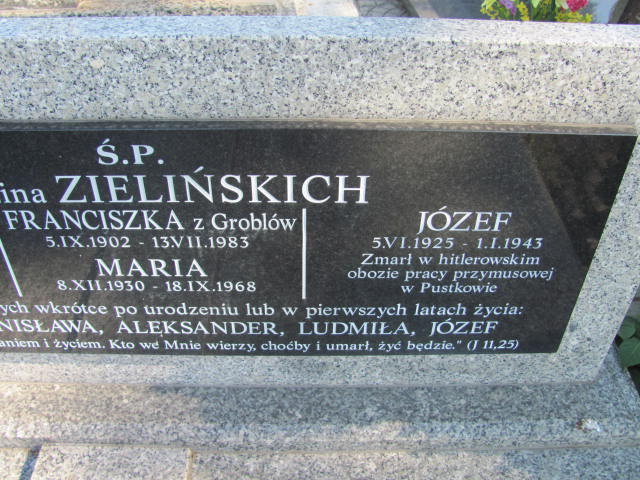 Ś.P.
ina ZIELIŃSKICH
FRANCISZKA z Groblów
5.IX.1902 - 13.VII.1983
MARIA
8.XII.1930 - 18.IX.1968
JÓZEF
5.VI.1925 - 1.I.1943
Zmarł w hitlerowskim
obozie pracy przymusowej
w Pustkowie
ych wkrótce po urodzeniu lub w pierwszych latach życia:
NISŁAWA, ALEKSANDER, LUDMIŁA, JÓZEF
aniem i życiem. Kto we Mnie wierzy, choćby i umarł, żyć będzie." (J 11,25)